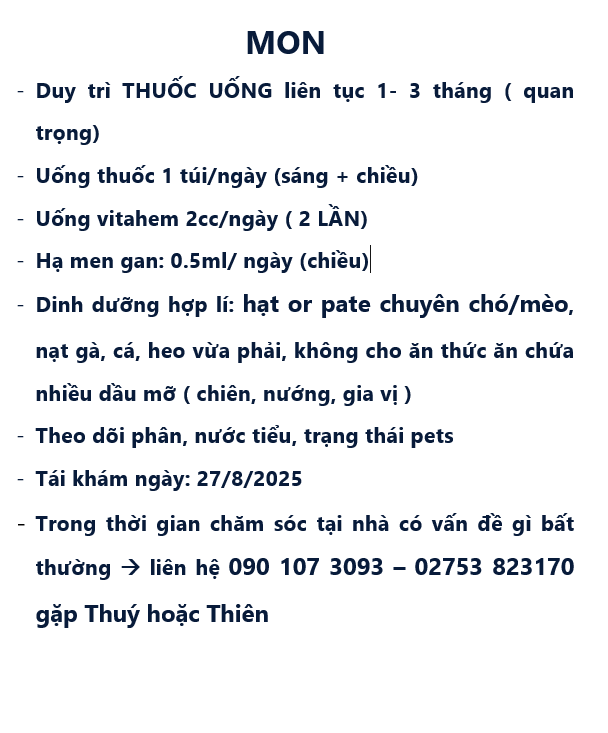 MON
- Duy trì THUỐC UỐNG liên tục 1- 3 tháng ( quan
trọng)
- Uống thuốc 1 túi/ngày (sáng + chiều)
- Uống vitahem 2cc/ngày ( 2 LẦN)
- Hạ men gan: 0.5ml/ ngày (chiều)
- Dinh dưỡng hợp lí: hạt or pate chuyên chó/mèo,
nạt gà, cá, heo vừa phải, không cho ăn thức ăn chứa
nhiều dầu mỡ ( chiên, nướng, gia vị )
- Theo dõi phân, nước tiểu, trạng thái pets
- Tái khám ngày: 27/8/2025
- Trong thời gian chăm sóc tại nhà có vấn đề gì bất
thường → liên hệ 090 107 3093 – 02753 823170
gặp Thuý hoặc Thiên